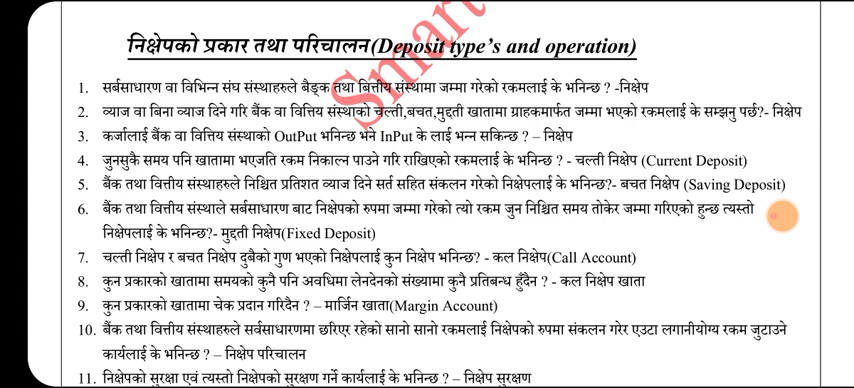 Smart
निक्षेपको प्रकार तथा परिचालन(Deposit type's and operation)
1. सर्बसाधारण वा विभिन्न संघ संस्थाहरुले बैङ्क तथा बित्तीय संस्थामा जम्मा गरेको रकमलाई के भनिन्छ ? -निक्षेप
2. व्याज वा बिना व्याज दिने गरि बैंक वा वित्तिय संस्थाको चल्ती,बचत,मुद्दती खातामा ग्राहकमार्फत जम्मा भएको रकमलाई के सम्झनु पर्छ?- निक्षेप
3. कर्जालाई बैंक वा वित्तिय संस्थाको OutPut भनिन्छ भने InPut के लाई भन्न सकिन्छ ? – निक्षेप
4. जुनसुकै समय पनि खातामा भएजति रकम निकाल्न पाउने गरि राखिएको रकमलाई के भनिन्छ ? - चल्ती निक्षेप (Current Deposit)
5. बैंक तथा वित्तीय संस्थाहरुले निश्चित प्रतिशत व्याज दिने सर्त सहित संकलन गरेको निक्षेपलाई के भनिन्छ?- बचत निक्षेप (Saving Deposit)
6. बैंक तथा वित्तीय संस्थाले सर्बसाधारण बाट निक्षेपको रुपमा जम्मा गरेको त्यो रकम जुन निश्चित समय तोकेर जम्मा गरिएको हुन्छ त्यस्तो
निक्षेपलाई के भनिन्छ?- मुद्दती निक्षेप(Fixed Deposit)
7. चल्ती निक्षेप र बचत निक्षेप दुबैको गुण भएको निक्षेपलाई कुन निक्षेप भनिन्छ? - कल निक्षेप(Call Account)
8. कुन प्रकारको खातामा समयको कुनै पनि अवधिमा लेनदेनको संख्यामा कुनै प्रतिबन्ध हुँदैन ? - कल निक्षेप खाता
9. कुन प्रकारको खातामा चेक प्रदान गरिदैन ? – मार्जिन खाता(Margin Account)
10. बैंक तथा वित्तीय संस्थाहरुले सर्वसाधारणमा छरिएर रहेको सानो सानो रकमलाई निक्षेपको रुपमा संकलन गरेर एउटा लगानीयोग्य रकम जुटाउने
कार्यलाई के भनिन्छ ? – निक्षेप परिचालन
11. निक्षेपको सुरक्षा एवं त्यस्तो निक्षेपको सुरक्षण गर्ने कार्यलाई के भनिन्छ ? – निक्षेप सुरक्षण